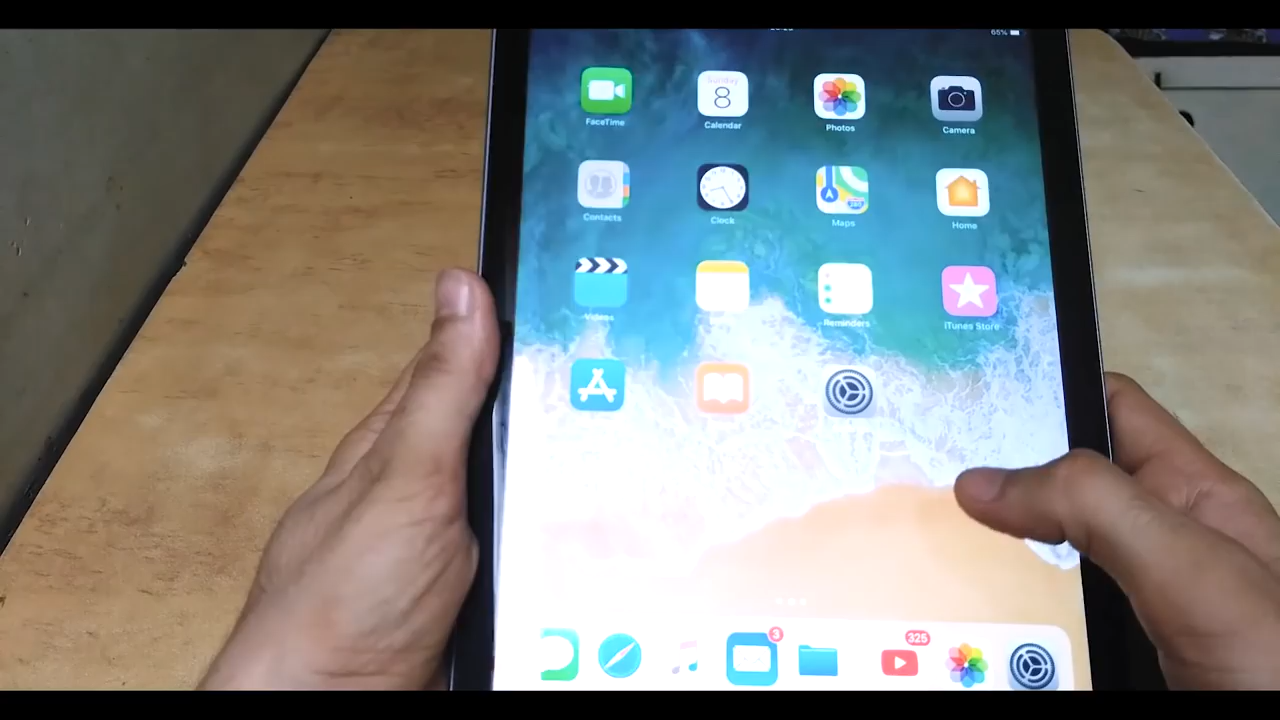 65%
FaceTime
Sunday
8
Calendar
Photos
Camera
Contacts
Clock
Maps
Home
Videos
Reminders
iTunes Store
3
325